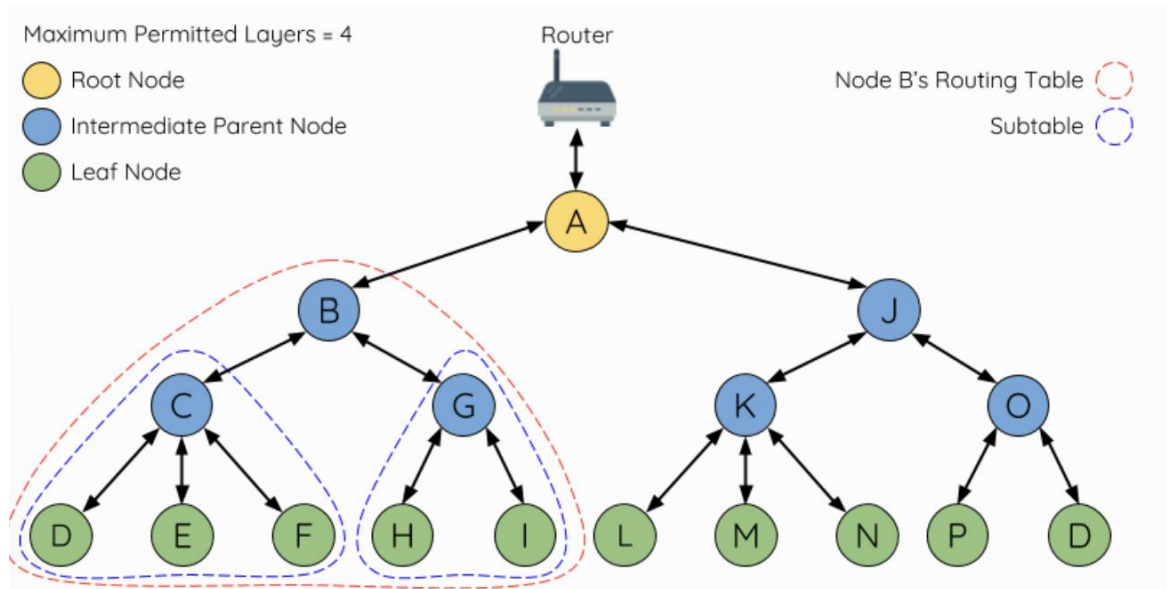 Maximum Permitted Layers = 4
Router
Root Node
Node B's Routing Table
Intermediate Parent Node
Subtable
Leaf Node
A
B
J
C
G
K
O
D
E
F
H
I
L
M
N
P
D